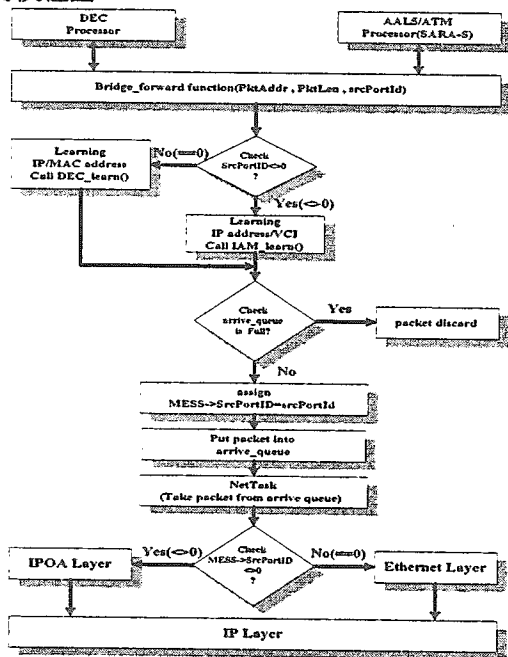 DEC
Processor
AAL5/ATM
Processor(SARA-S)
Bridge_forward function(PktAddr , PktLen , srcPortId)
Learning
IP/MAC address
Call DEC_learn()
No(==0)
Check
SrcPortID<>0
?
Yes(<>0)
Learning
IP address/VCI
Call IAM_learn()
Check
arrive_queue
is Full?
Yes
packet discard
No
assign
MESS->SrcPortID=srcPortId
Put packet into
arrive_queue
NetTask
(Take packet from arrive queue)
IPOA Layer
Yes(<>0)
Check
MESS->SrcPortID
<>0
?
No(==0)
Ethernet Layer
IP Layer